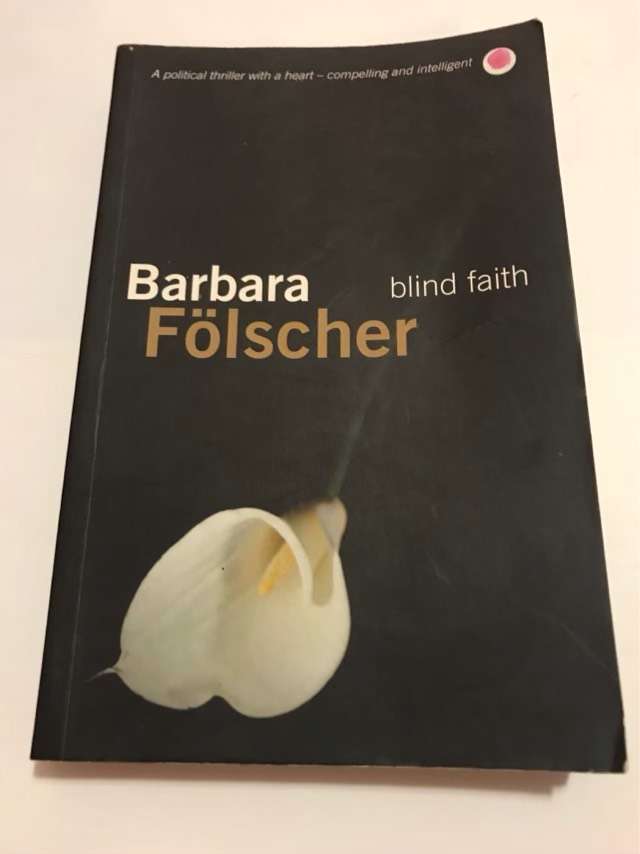 A political thriller with a heart – compelling and intelligent
Barbara
Fölscher
blind faith